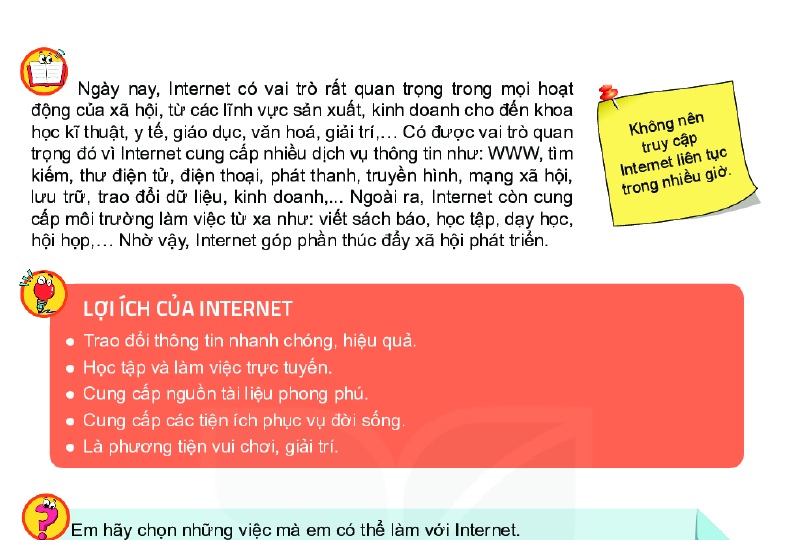 Ngày nay, Internet có vai trò rất quan trọng trong mọi hoạt
động của xã hội, từ các lĩnh vực sản xuất, kinh doanh cho đến khoa
học kĩ thuật, y tế, giáo dục, văn hoá, giải trí,... Có được vai trò quan
trọng đó vì Internet cung cấp nhiều dịch vụ thông tin như: WWW, tìm
kiếm, thư điện tử, điện thoại, phát thanh, truyền hình, mạng xã hội,
lưu trữ, trao đổi dữ liệu, kinh doanh,... Ngoài ra, Internet còn cung
cấp môi trường làm việc từ xa như: viết sách báo, học tập, dạy học,
hội họp,... Nhờ vậy, Internet góp phần thúc đẩy xã hội phát triển.
Không nên
truy cập
Internet liên tục
trong nhiều giờ.
LỢI ÍCH CỦA INTERNET
● Trao đổi thông tin nhanh chóng, hiệu quả.
● Học tập và làm việc trực tuyến.
● Cung cấp nguồn tài liệu phong phú.
● Cung cấp các tiện ích phục vụ đời sống.
● Là phương tiện vui chơi, giải trí.
Em hãy chọn những việc mà em có thể làm với Internet.